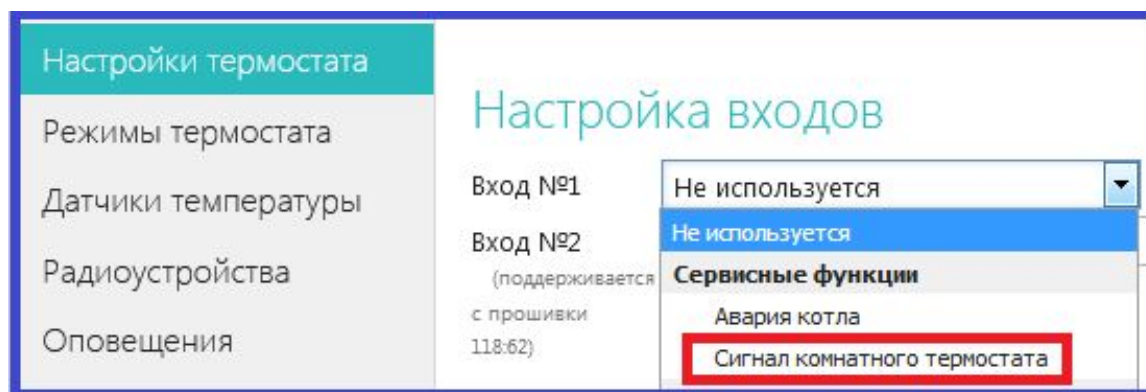 Настройки термостата
Режимы термостата
Датчики температуры
Радиоустройства
Оповещения
Настройка входов
Вход №1
Не используется
Вход №2
(поддерживается
с прошивки
118:62)
Не используется
Сервисные функции
Авария котла
Сигнал комнатного термостата